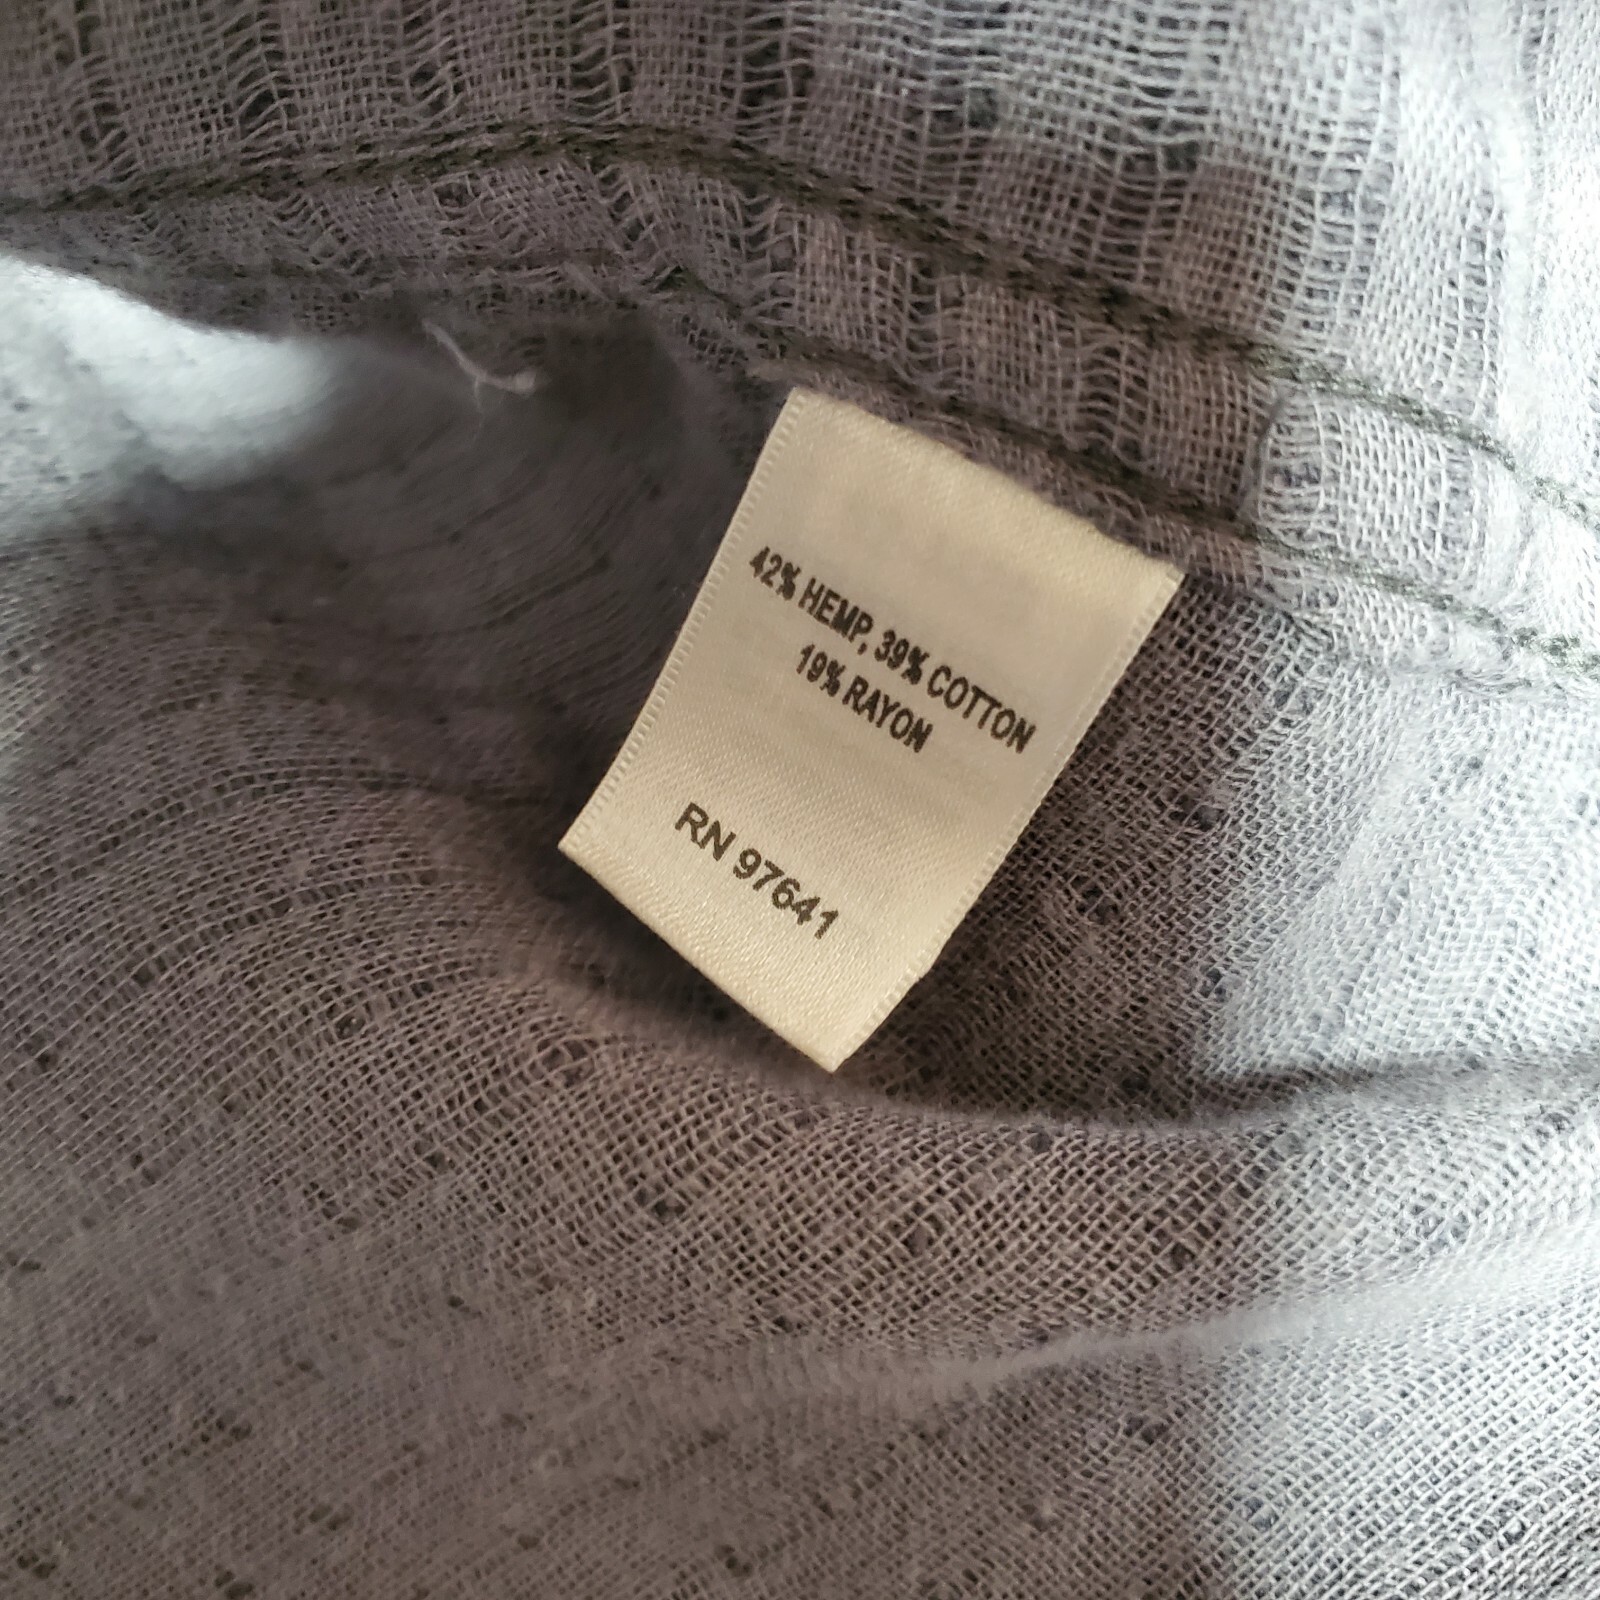 42% HEMP, 39% COTTON
19% RAYON
RN 97641